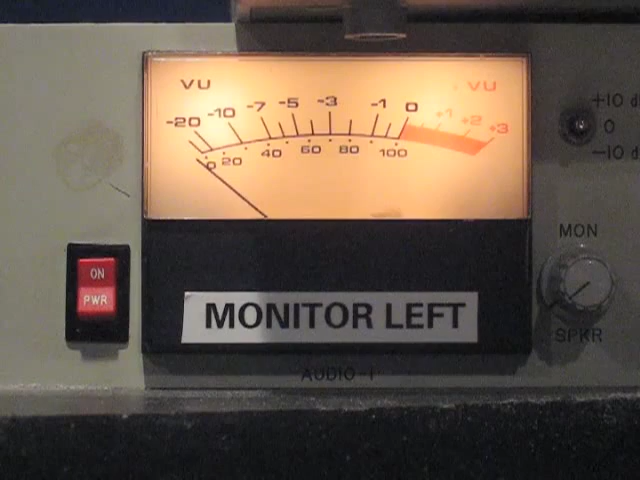 VU VU
-20 -10 -7 -5 -3 -1 0 +1 +2 +3
0 20 40 60 80 100
+10 d
0
-10 d
MON
SPKR
ON
PWR
MONITOR LEFT
AUDIO-1